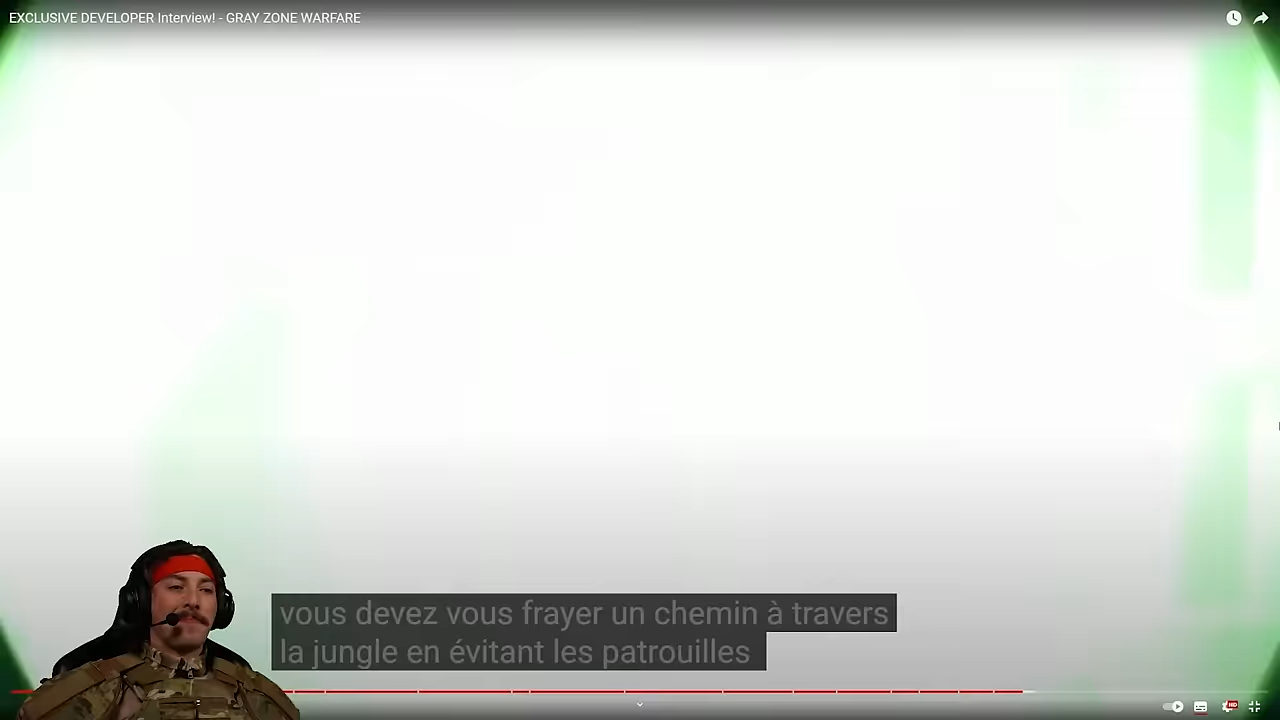 EXCLUSIVE DEVELOPER Interview! - GRAY ZONE WARFARE
vous devez vous frayer un chemin à travers
la jungle en évitant les patrouilles
HD